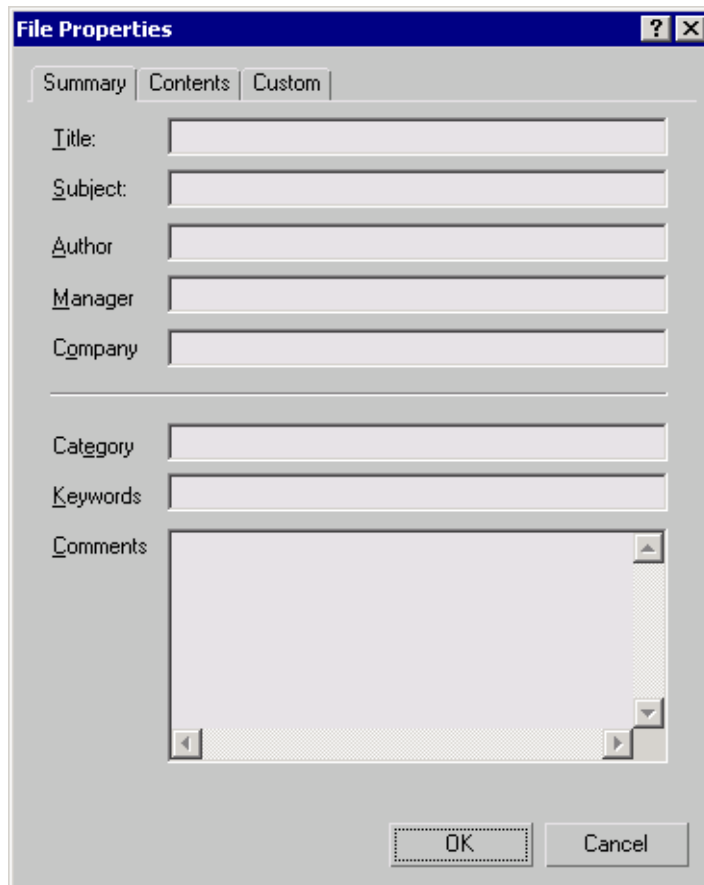 File Properties
Summary Contents Custom
Title:
Subject:
Author
Manager
Company
Category
Keywords
Comments
OK Cancel